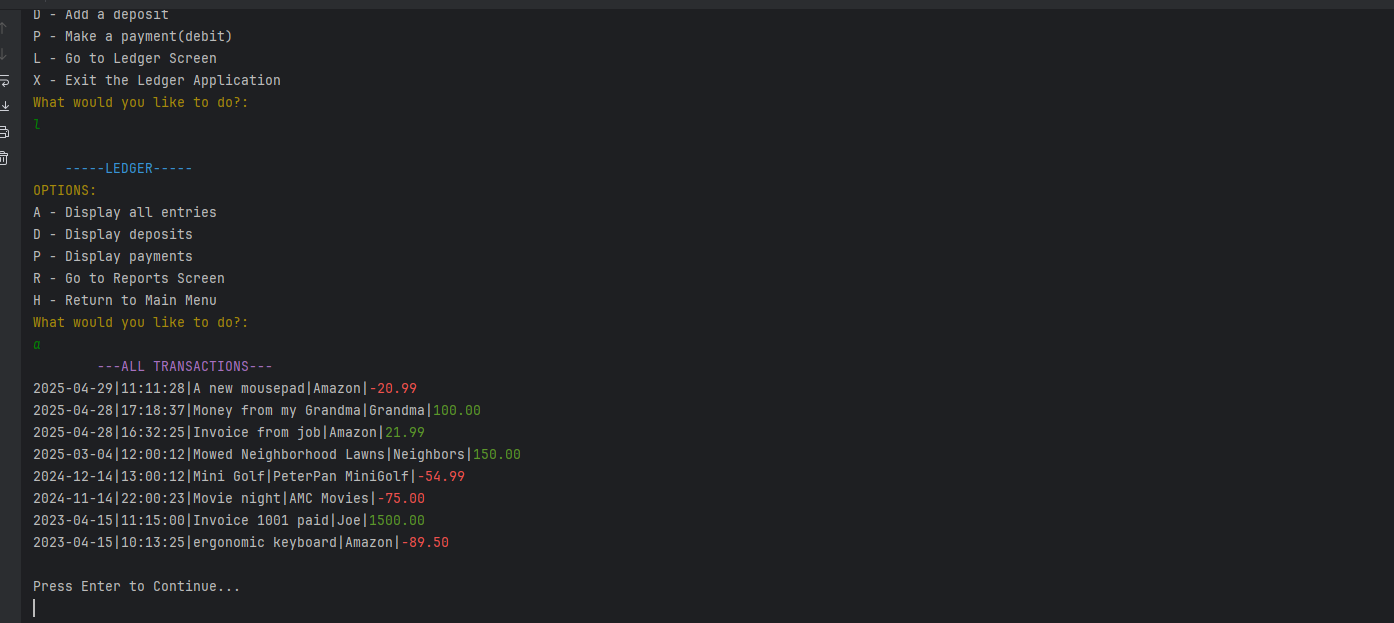 D - Add a deposit
P - Make a payment(debit)
L - Go to Ledger Screen
X - Exit the Ledger Application
What would you like to do?:
l
-----LEDGER-----
OPTIONS:
A - Display all entries
D - Display deposits
P - Display payments
R - Go to Reports Screen
H - Return to Main Menu
What would you like to do?:
a
---ALL TRANSACTIONS---
2025-04-29|11:11:28|A new mousepad|Amazon|-20.99
2025-04-28|17:18:37|Money from my Grandma|Grandma|100.00
2025-04-28|16:32:25|Invoice from job|Amazon|21.99
2025-03-04|12:00:12|Mowed Neighborhood Lawns|Neighbors|150.00
2024-12-14|13:00:12|Mini Golf|PeterPan MiniGolf|-54.99
2024-11-14|22:00:23|Movie night|AMC Movies|-75.00
2023-04-15|11:15:00|Invoice 1001 paid|Joe|1500.00
2023-04-15|10:13:25|ergonomic keyboard|Amazon|-89.50
Press Enter to Continue...